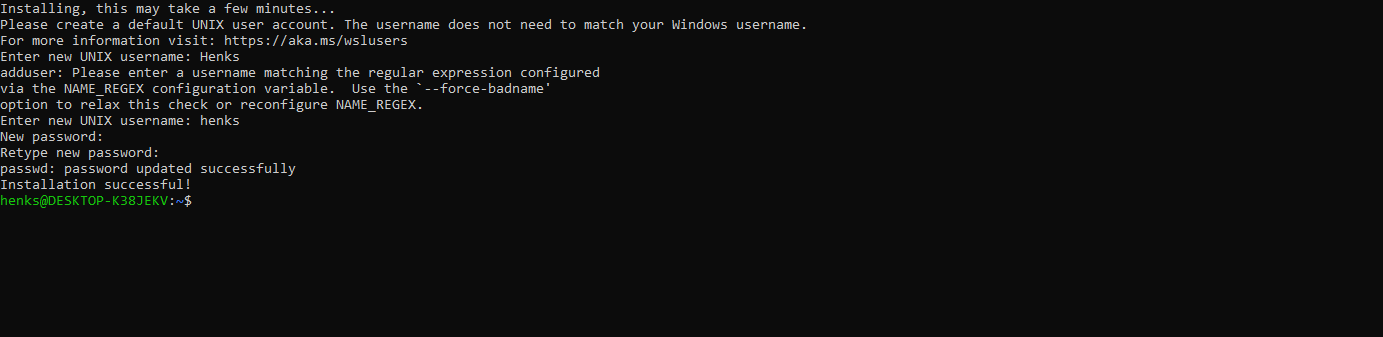 Installing, this may take a few minutes...
Please create a default UNIX user account. The username does not need to match your Windows username.
For more information visit: https://aka.ms/wslusers
Enter new UNIX username: Henks
adduser: Please enter a username matching the regular expression configured
via the NAME_REGEX configuration variable.  Use the `--force-badname'
option to relax this check or reconfigure NAME_REGEX.
Enter new UNIX username: henks
New password:
Retype new password:
passwd: password updated successfully
Installation successful!
henks@DESKTOP-K38JEKV:~$